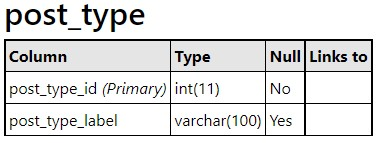 post_type
Column Type Null Links to
post_type_id (Primary) int(11) No
post_type_label varchar(100) Yes